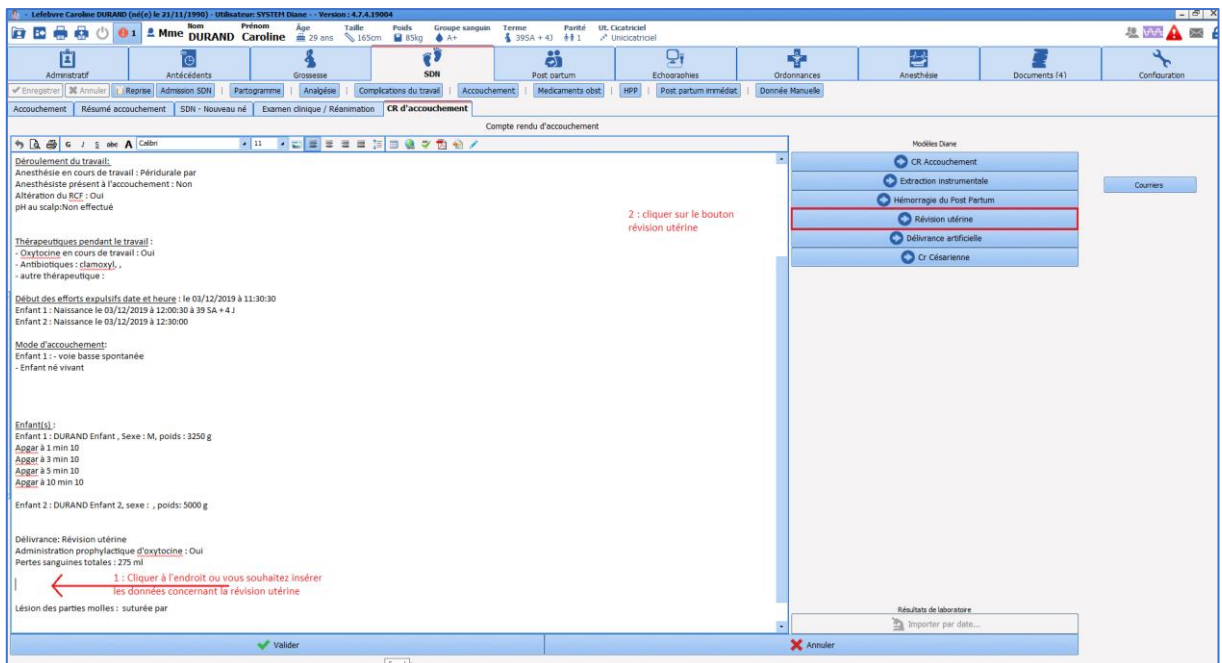 - Lefebvre Caroline DURAND (né(e) le 21/11/1990) - Utilisateur: SYSTEM Diane - - Version : 4.7.4.19004
1 Mme Nom DURAND Prénom Caroline Âge 29 ans Taille 165cm Poids 85kg Groupe sanguin A+ Terme 39SA + 4J Parité 1 Ut. Cicatriciel Unicicatriciel
Administratif Antécédents Grossesse SDN Post partum Echographies Ordonnances Anesthésie Documents (4) Configuration
Enregistrer Annuler Reprise Admission SDN Partogramme Analgésie Complications du travail Accouchement Medicaments obst HPP Post partum immédiat Donnée Manuelle
Accouchement Résumé accouchement SDN - Nouveau né Examen clinique / Réanimation CR d'accouchement
Compte rendu d'accouchement
G I S abc A Calibri 11
Modèles Diane
CR Accouchement
Extraction instrumentale
Hémorragie du Post Partum
Révision utérine
Délivrance artificielle
Cr Césarienne
Courriers
Déroulement du travail:
Anesthésie en cours de travail : Péridurale par
Anesthésiste présent à l'accouchement : Non
Altération du RCF : Oui
pH au scalp:Non effectué
2 : cliquer sur le bouton
révision utérine
Thérapeutiques pendant le travail :
- Oxytocine en cours de travail : Oui
- Antibiotiques : clamoxyl, ,
- autre thérapeutique :
Début des efforts expulsifs date et heure : le 03/12/2019 à 11:30:30
Enfant 1 : Naissance le 03/12/2019 à 12:00:30 à 39 SA + 4 J
Enfant 2 : Naissance le 03/12/2019 à 12:30:00
Mode d'accouchement:
Enfant 1 : - voie basse spontanée
- Enfant né vivant
Enfant(s) :
Enfant 1 : DURAND Enfant , Sexe : M, poids : 3250 g
Apgar à 1 min 10
Apgar à 3 min 10
Apgar à 5 min 10
Apgar à 10 min 10
Enfant 2 : DURAND Enfant 2, sexe : , poids: 5000 g
Délivrance: Révision utérine
Administration prophylactique d'oxytocine : Oui
Pertes sanguines totales : 275 ml
1 : Cliquer à l'endroit ou vous souhaitez insérer
les données concernant la révision utérine
Lésion des parties molles : suturée par
Résultats de laboratoire
Importer par date...
Valider Annuler